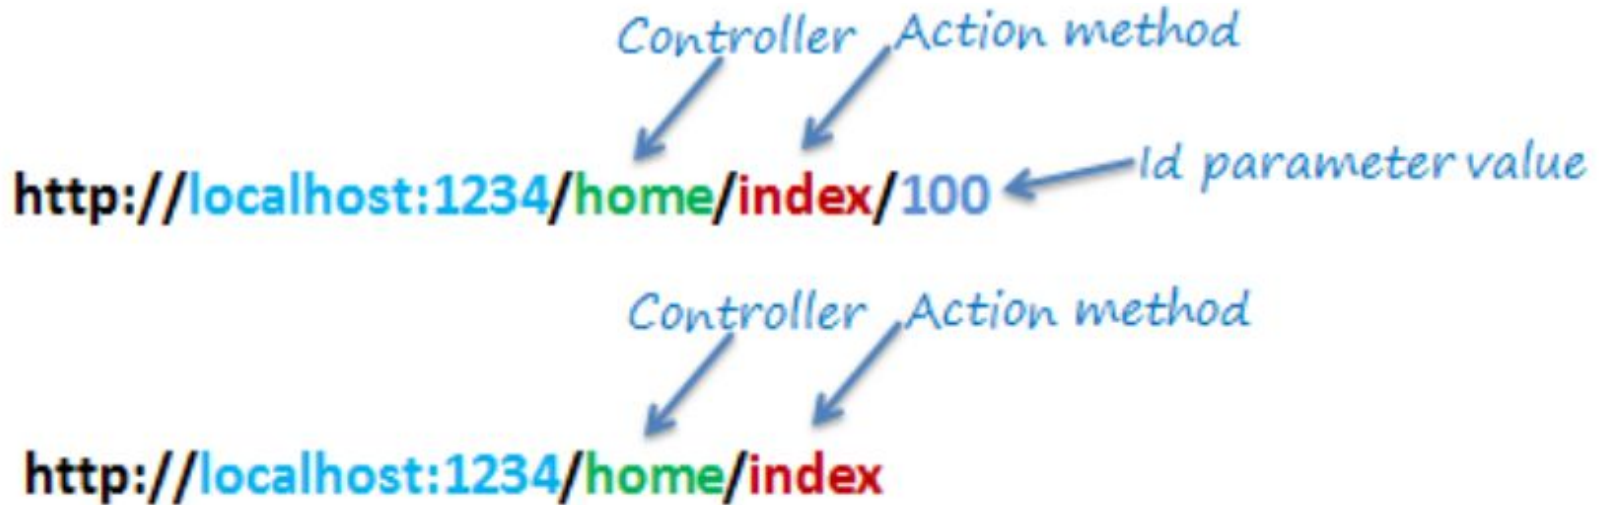 Controller Action method
Id parameter value
http://localhost:1234/home/index/100
Controller Action method
http://localhost:1234/home/index